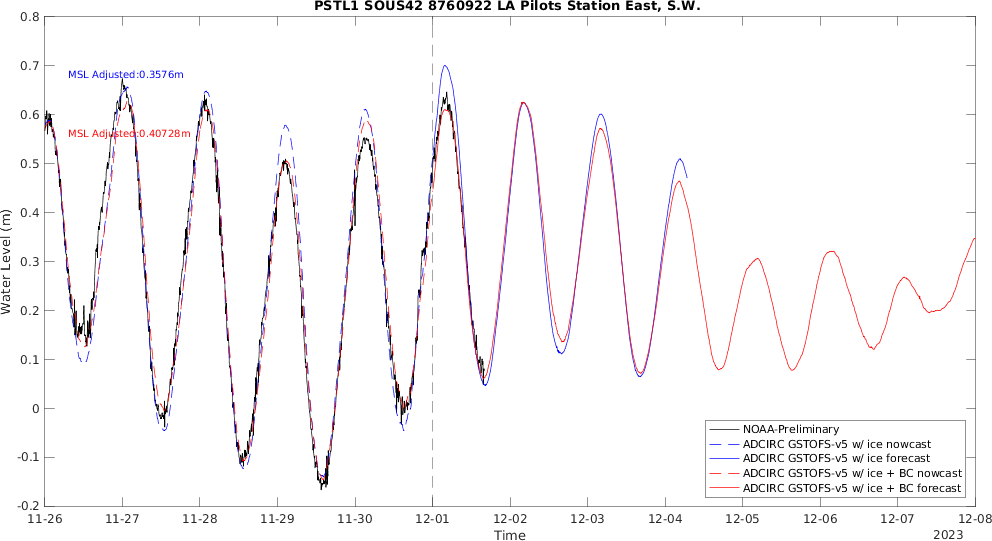 PSTL1 SOUS42 8760922 LA Pilots Station East, S.W.
0.8
0.7
0.6
0.5
0.4
0.3
0.2
0.1
0
-0.1
-0.2
Water Level (m)
MSL Adjusted:0.3576m
MSL Adjusted:0.40728m
NOAA-Preliminary
ADCIRC GSTOFS-v5 w/ ice nowcast
ADCIRC GSTOFS-v5 w/ ice forecast
ADCIRC GSTOFS-v5 w/ ice + BC nowcast
ADCIRC GSTOFS-v5 w/ ice + BC forecast
11-26 11-27 11-28 11-29 11-30 12-01 12-02 12-03 12-04 12-05 12-06 12-07 12-08
Time
2023